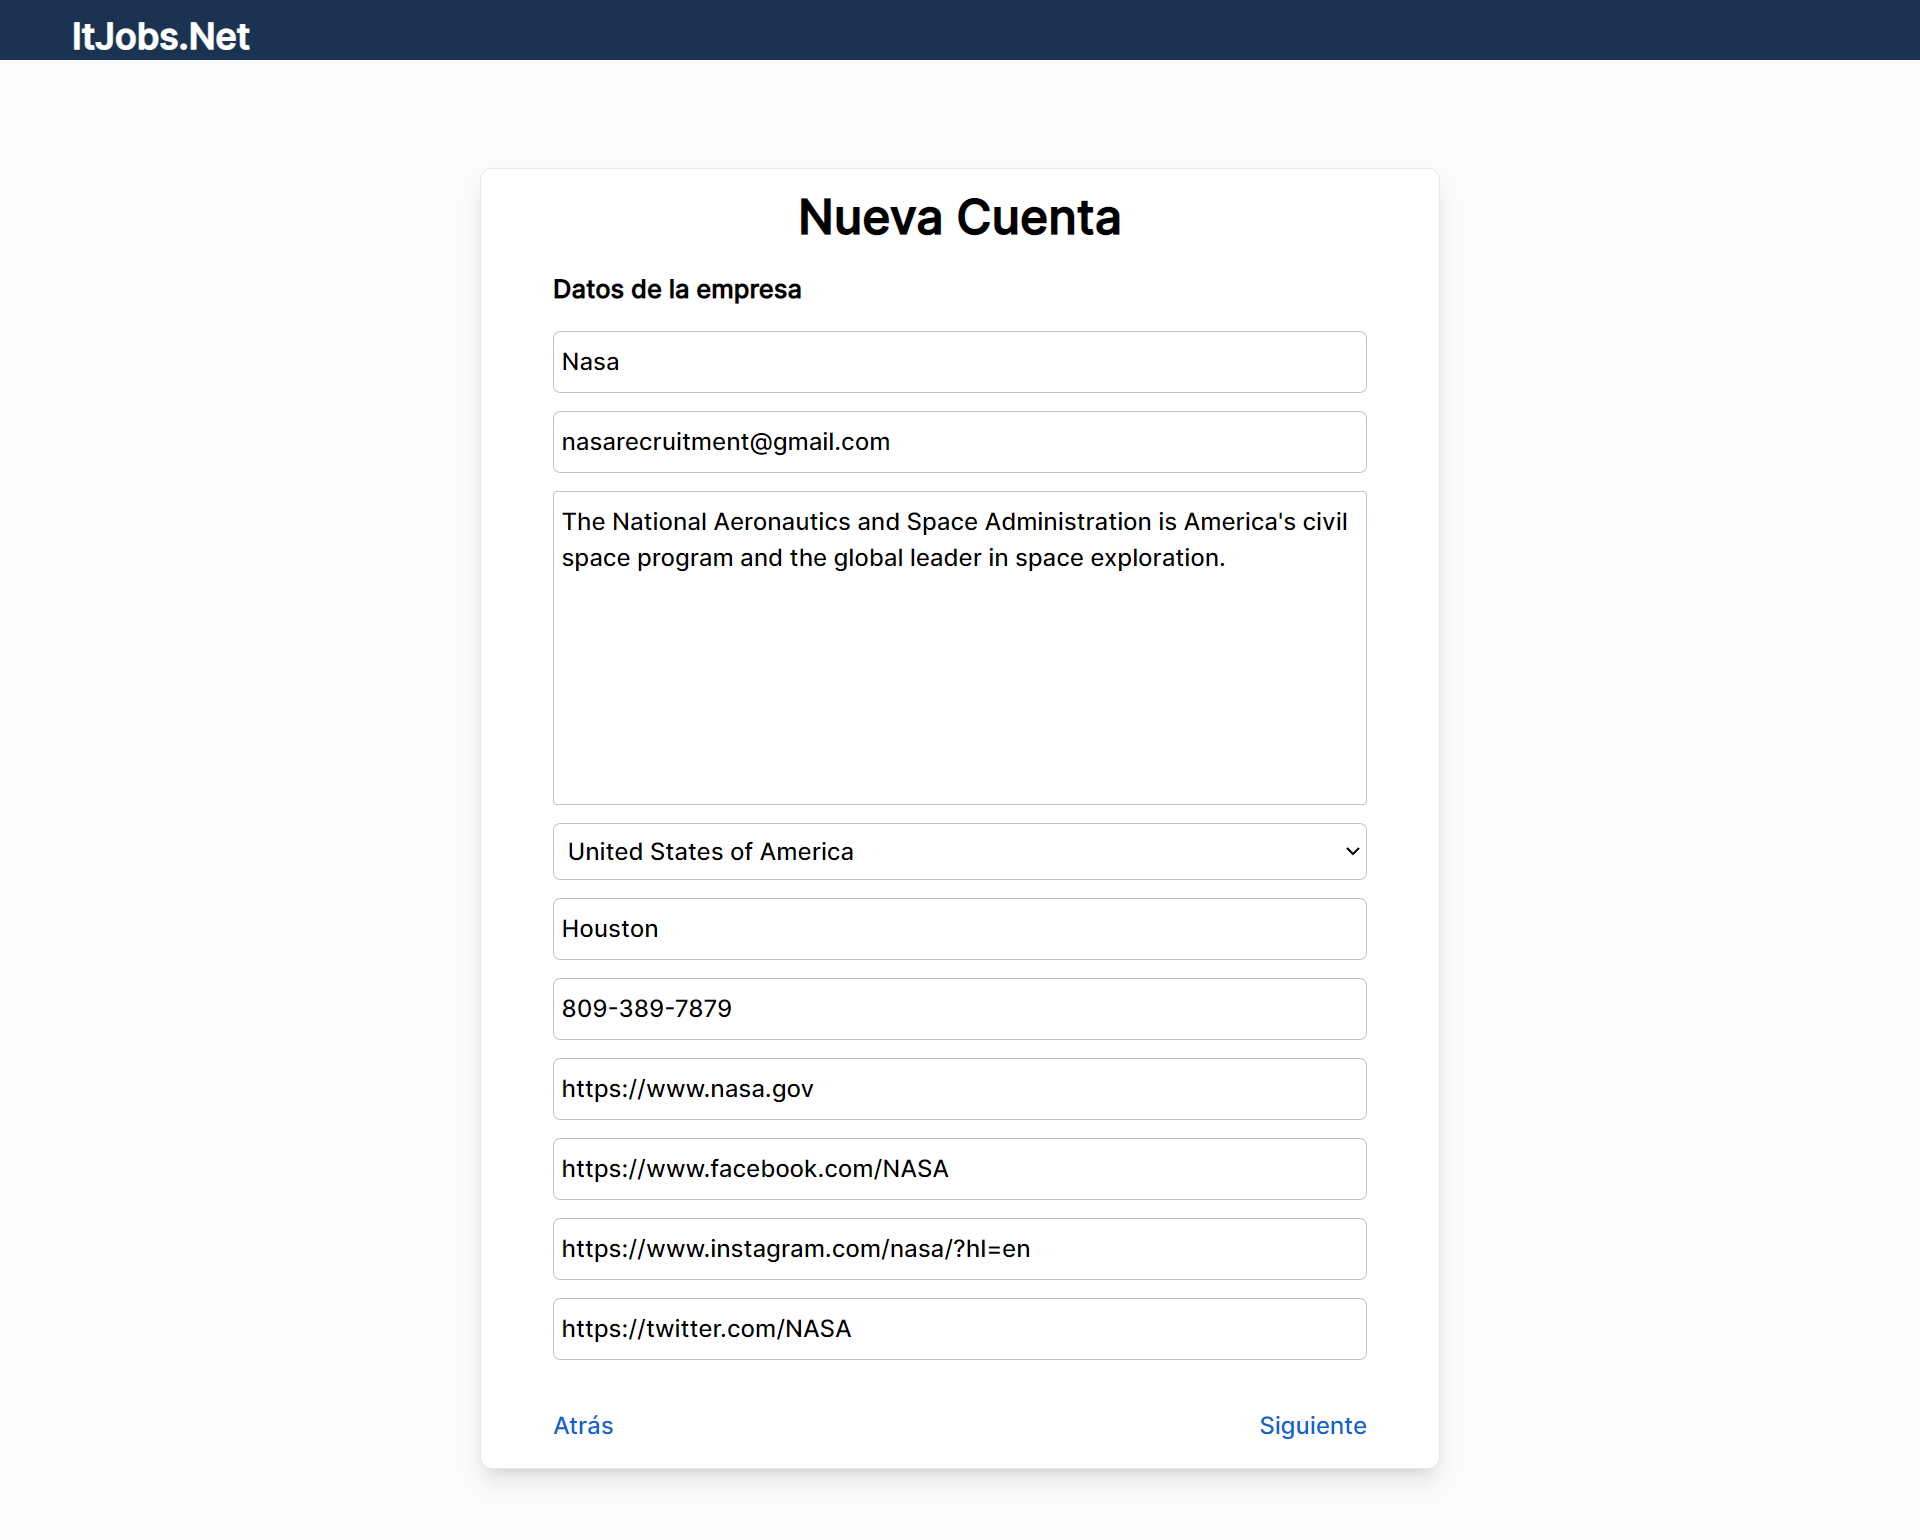 ItJobs.Net
Nueva Cuenta
Datos de la empresa
Nasa
nasarecruitment@gmail.com
The National Aeronautics and Space Administration is America's civil
space program and the global leader in space exploration.
United States of America
Houston
809-389-7879
https://www.nasa.gov
https://www.facebook.com/NASA
https://www.instagram.com/nasa/?hl=en
https://twitter.com/NASA
Atrás
Siguiente